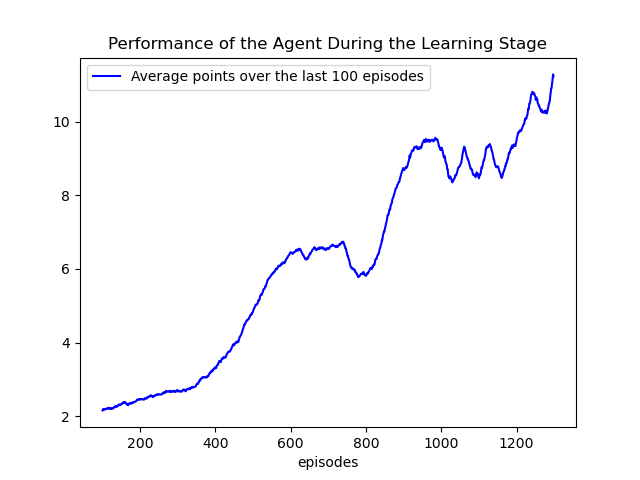 Performance of the Agent During the Learning Stage
Average points over the last 100 episodes
10
8
6
4
2
200 400 600 800 1000 1200
episodes